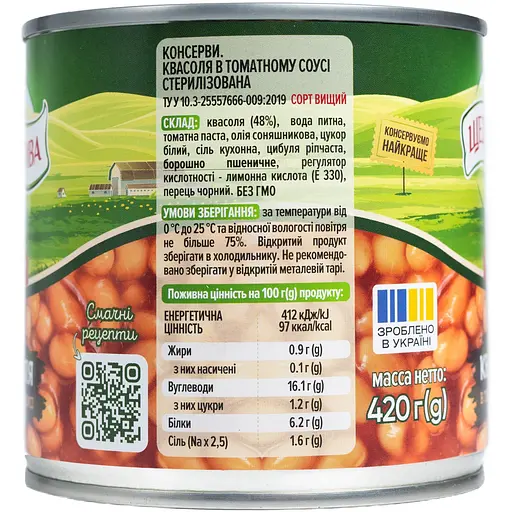 КОНСЕРВИ.
КВАСОЛЯ В ТОМАТНОМУ СОУСІ
СТЕРИЛІЗОВАНА
ТУ У 10.3-25557666-009:2019 СОРТ ВИЩИЙ
СКЛАД: квасоля (48%), вода питна,
томатна паста, олія соняшникова, цукор
білий, сіль кухонна, цибуля ріпчаста,
борошно пшеничне, регулятор
кислотності - лимонна кислота (Е 330),
перець чорний. БЕЗ ГМО
УМОВИ ЗБЕРІГАННЯ: за температури від
0 °С до 25 °С та відносної вологості повітря
не більше 75%. Відкритий продукт
зберігати в холодильнику. Не рекомендо-
вано зберігати у відкритій металевій тарі.
Поживна цінність на 100 г(g) продукту:
ЕНЕРГЕТИЧНА 412 кДж/kJ
ЦІННІСТЬ 97 ккал/kcal
Жири 0.9 г(g)
з них насичені 0.1 г(g)
Вуглеводи 16.1 г(g)
з них цукри 1.2 г(g)
Білки 6.2 г(g)
Сіль (Na x 2,5) 1.6 г(g)
КОНСЕРВУЄМО
НАЙКРАЩЕ
Смачні
рецепти
ЗРОБЛЕНО
В УКРАЇНІ
маса нетто:
420 г(g)